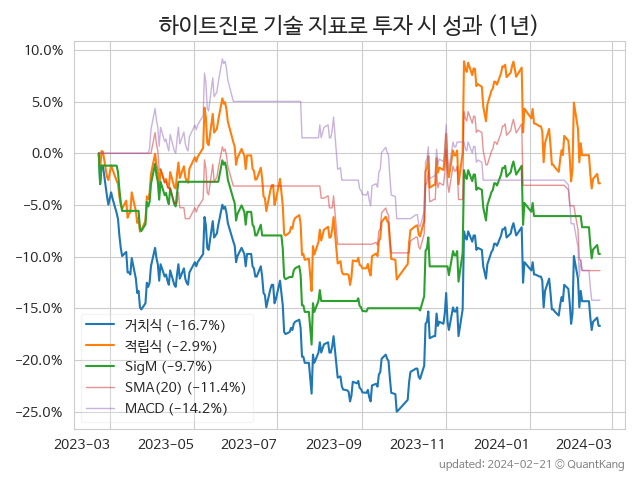 하이트진로 기술 지표로 투자 시 성과 (1년)
10.0%
5.0%
0.0%
−5.0%
−10.0%
−15.0%
−20.0%
−25.0%
거치식 (−16.7%)
적립식 (−2.9%)
SigM (−9.7%)
SMA(20) (−11.4%)
MACD (−14.2%)
2023-03 2023-05 2023-07 2023-09 2023-11 2024-01 2024-03
updated: 2024-02-21 © QuantKang